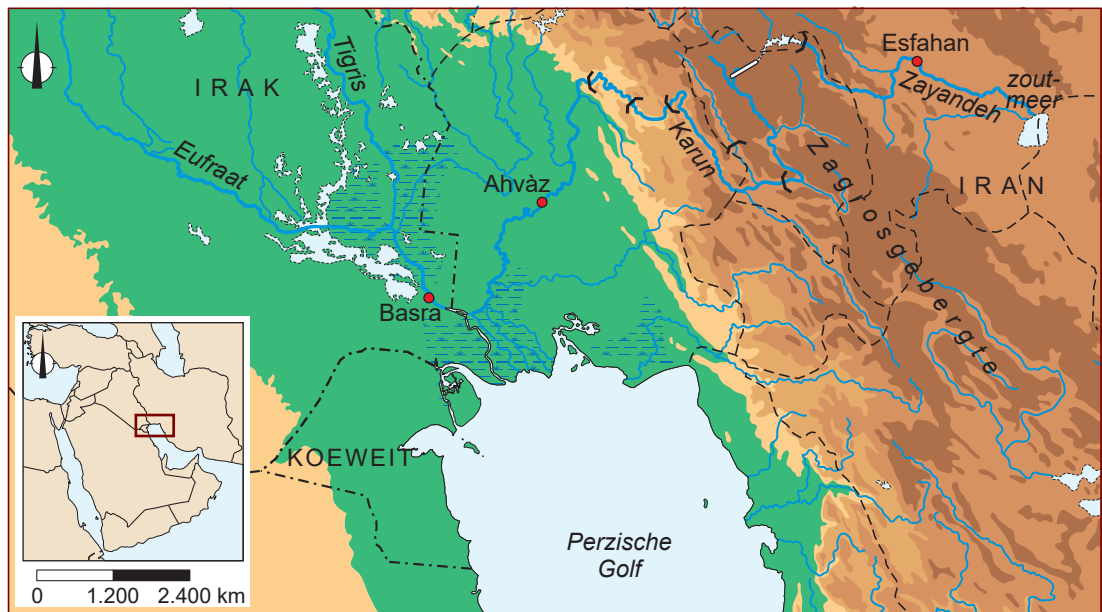 IRAK
Tigris
Eufraat
Basra
Ahvàz
Karun
Esfahan
Zayandeh
zout-
meer
Zagrosgebergte
IRAN
KOEWEIT
Perzische
Golf
0 1.200 2.400 km